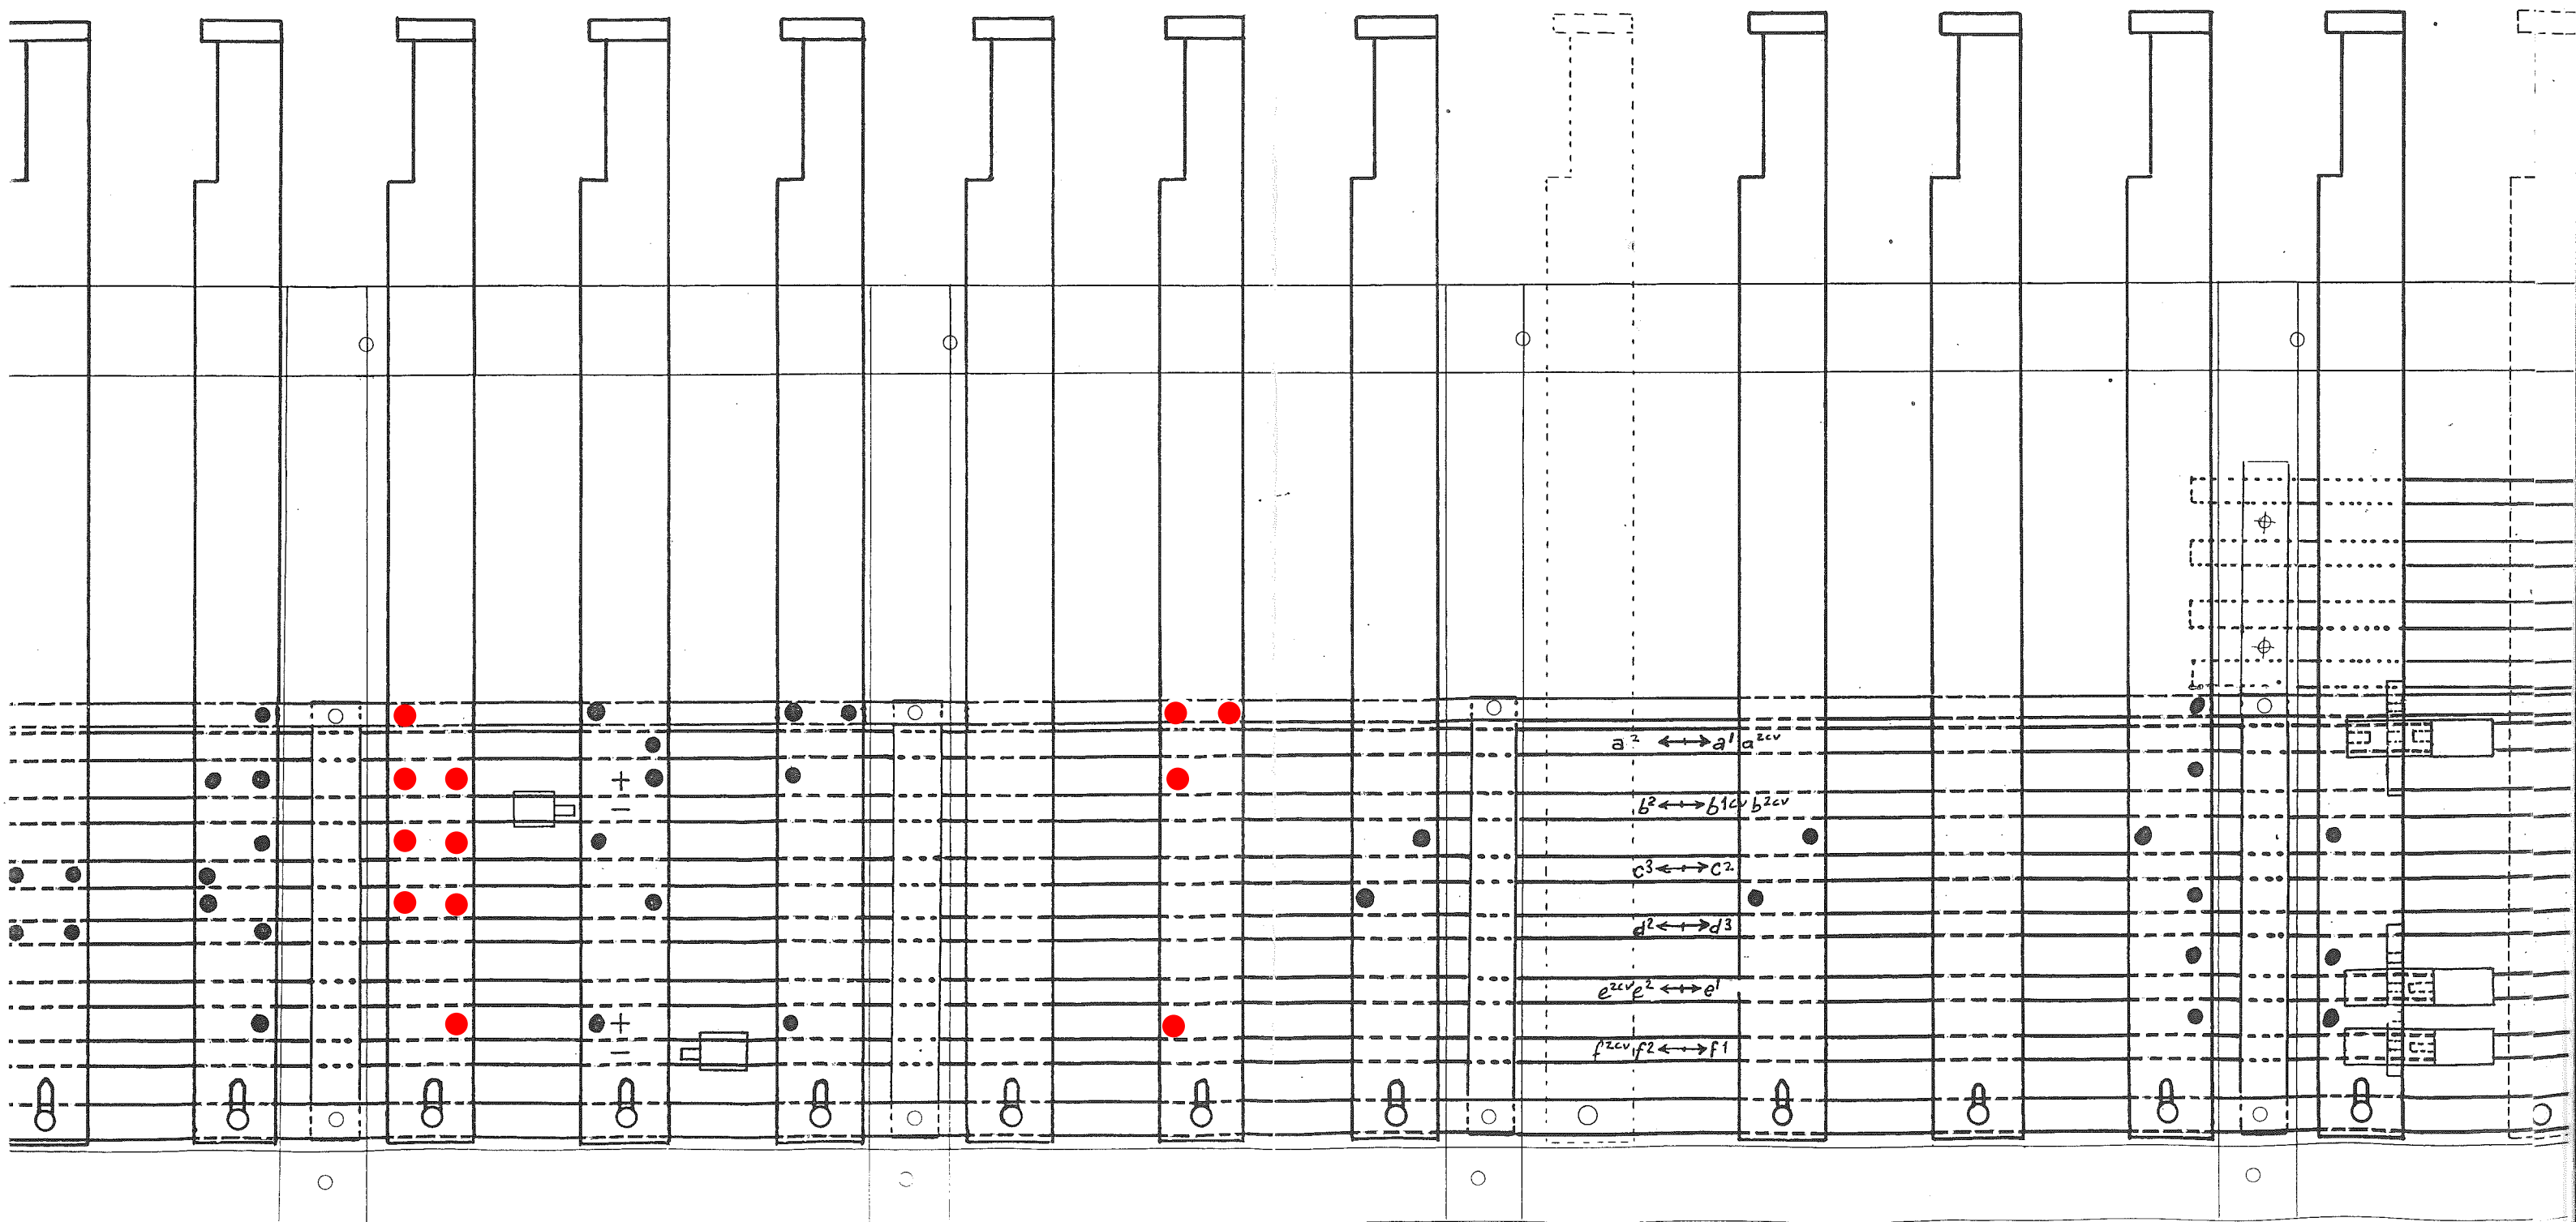 a² ⟷ a¹ a²ᶜᵛ
+
−
b² ⟷ b¹ᶜᵛ b²ᶜᵛ
c³ ⟷ c²
d² ⟷ d³
e²ᶜᵛ e² ⟷ e¹
+
−
f²ᶜᵛ, f2 ⟷ f1